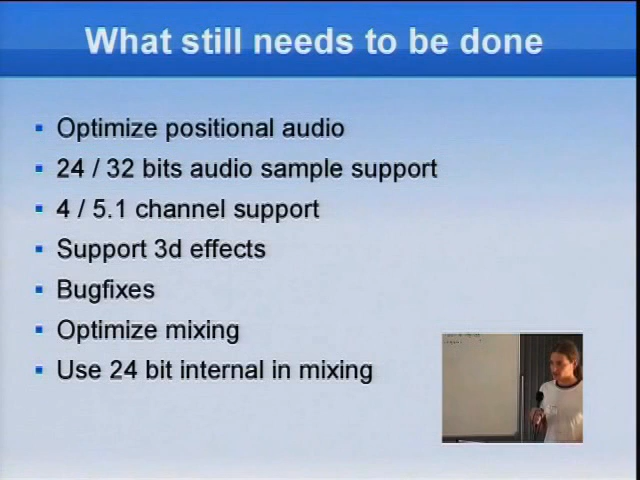 What still needs to be done
Optimize positional audio
24 / 32 bits audio sample support
4 / 5.1 channel support
Support 3d effects
Bugfixes
Optimize mixing
Use 24 bit internal in mixing